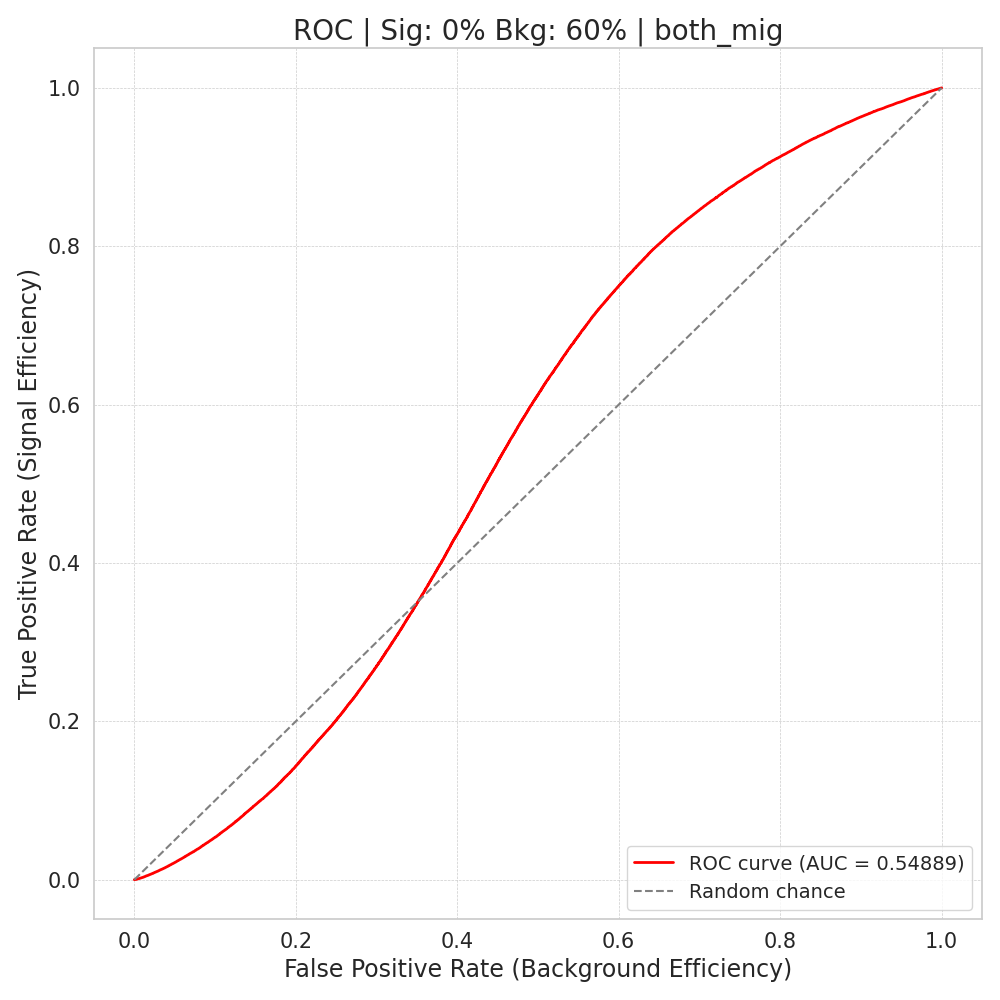 ROC | Sig: 0% Bkg: 60% | both_mig
True Positive Rate (Signal Efficiency)
1.0
0.8
0.6
0.4
0.2
0.0
ROC curve (AUC = 0.54889)
Random chance
0.0 0.2 0.4 0.6 0.8 1.0
False Positive Rate (Background Efficiency)